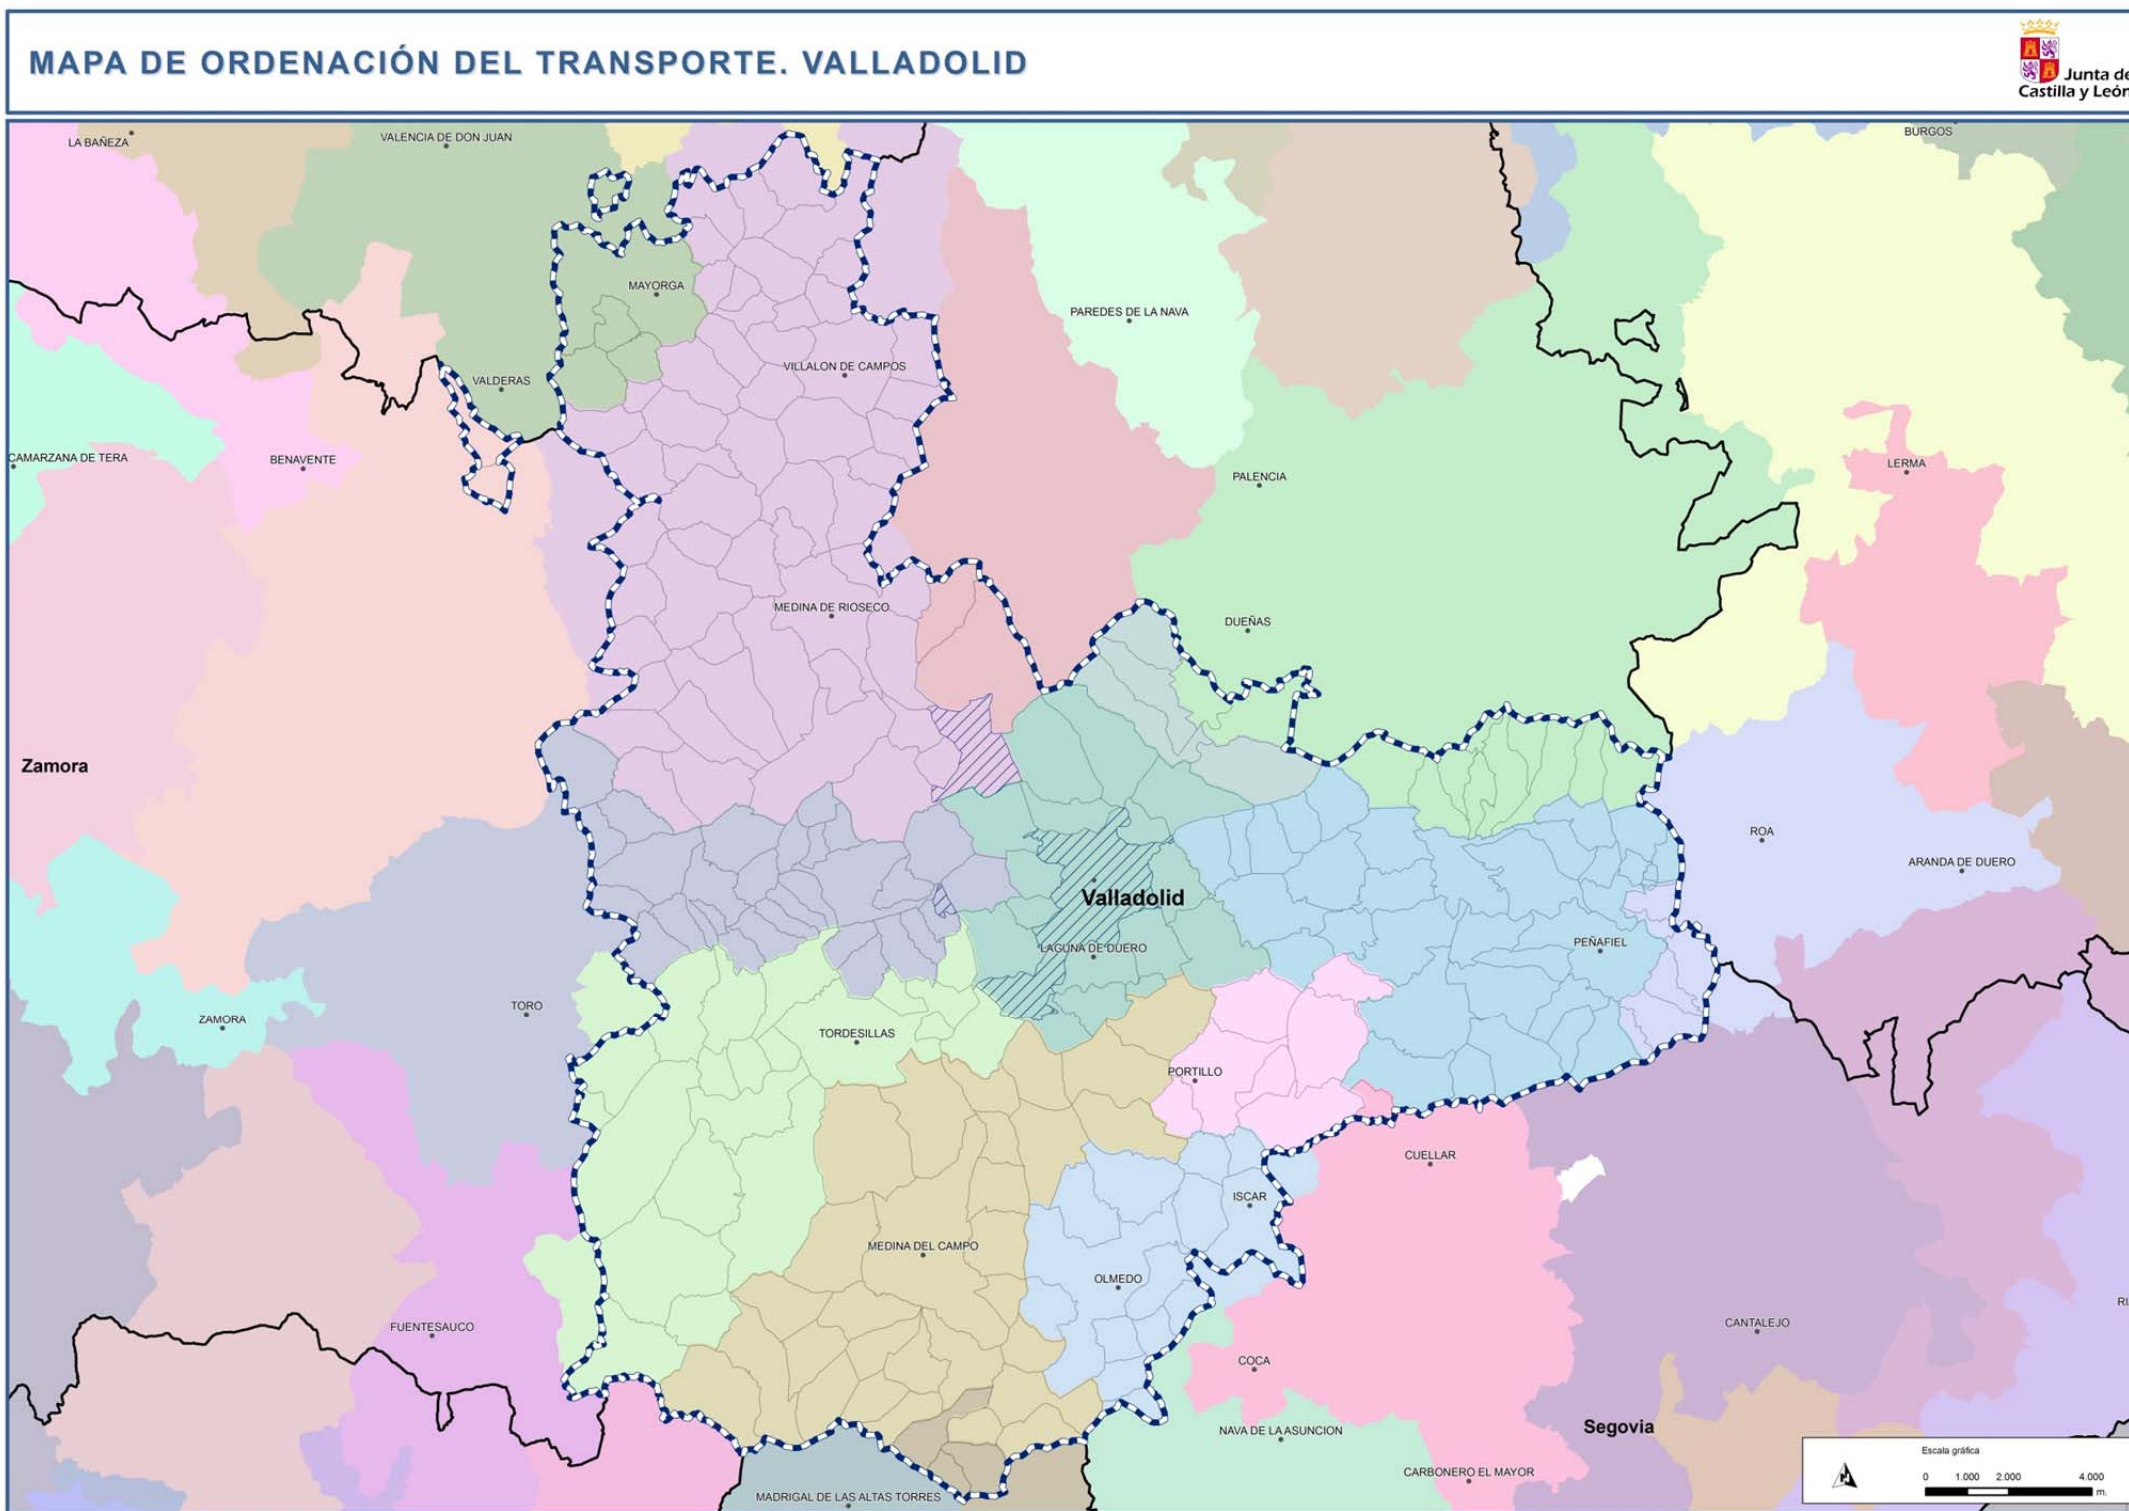 MAPA DE ORDENACIÓN DEL TRANSPORTE. VALLADOLID
Junta de
Castilla y León
LA BAÑEZA
VALENCIA DE DON JUAN
BURGOS
MAYORGA
PAREDES DE LA NAVA
VILLALON DE CAMPOS
VALDERAS
CAMARZANA DE TERA
BENAVENTE
LERMA
PALENCIA
MEDINA DE RIOSECO
DUEÑAS
Zamora
ROA
ARANDA DE DUERO
Valladolid
PEÑAFIEL
LAGUNA DE DUERO
TORO
ZAMORA
TORDESILLAS
PORTILLO
CUELLAR
ISCAR
MEDINA DEL CAMPO
OLMEDO
RI
FUENTESAUCO
CANTALEJO
COCA
NAVA DE LA ASUNCION
Segovia
CARBONERO EL MAYOR
MADRIGAL DE LAS ALTAS TORRES
Escala gráfica
0 1.000 2.000 4.000
m.